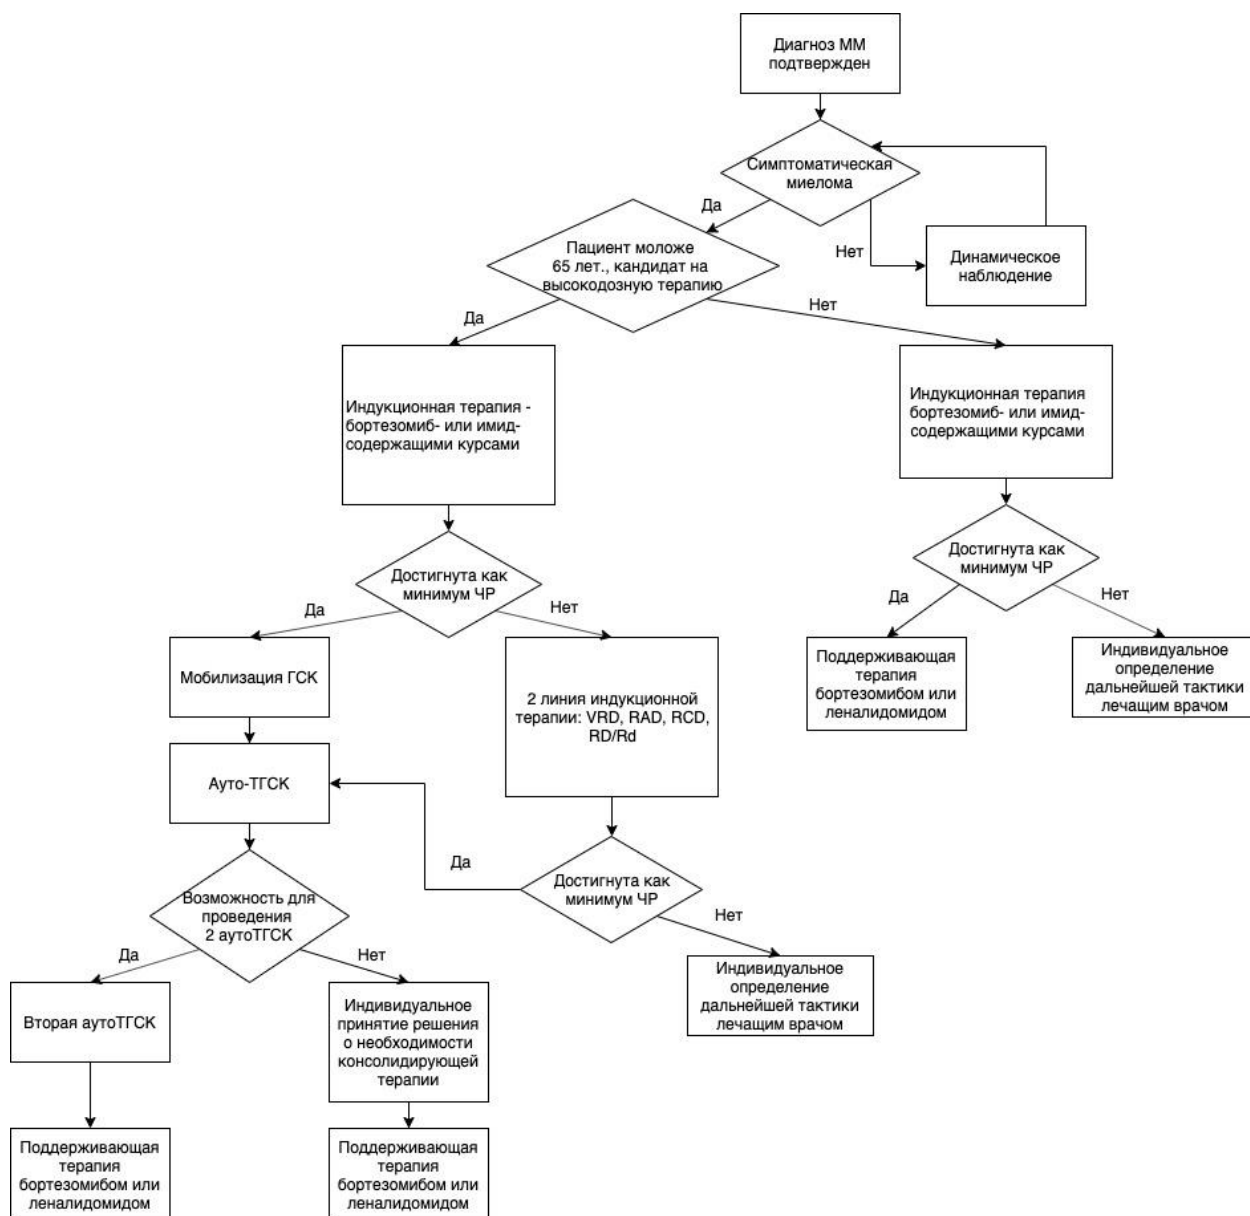 Диагноз ММ
подтвержден
Симптоматическая
миелома
Да
Нет
Динамическое
наблюдение
Пациент моложе
65 лет., кандидат на
высокодозную терапию
Да
Нет
Индукционная терапия -
бортезомиб- или имид-
содержащими курсами
Индукционная терапия
бортезомиб- или имид-
содержащими курсами
Достигнута как
минимум ЧР
Да
Нет
Достигнута как
минимум ЧР
Да
Нет
Мобилизация ГСК
2 линия индукционной
терапии: VRD, RAD, RCD,
RD/Rd
Поддерживающая
терапия
бортезомибом или
леналидомидом
Индивидуальное
определение
дальнейшей тактики
лечащим врачом
Ауто-ТГСК
Да
Достигнута как
минимум ЧР
Нет
Возможность для
проведения
2 аутоТГСК
Да
Нет
Индивидуальное
определение
дальнейшей тактики
лечащим врачом
Вторая аутоТГСК
Индивидуальное
принятие решения
о необходимости
консолидирующей
терапии
Поддерживающая
терапия
бортезомибом или
леналидомидом
Поддерживающая
терапия
бортезомибом или
леналидомидом